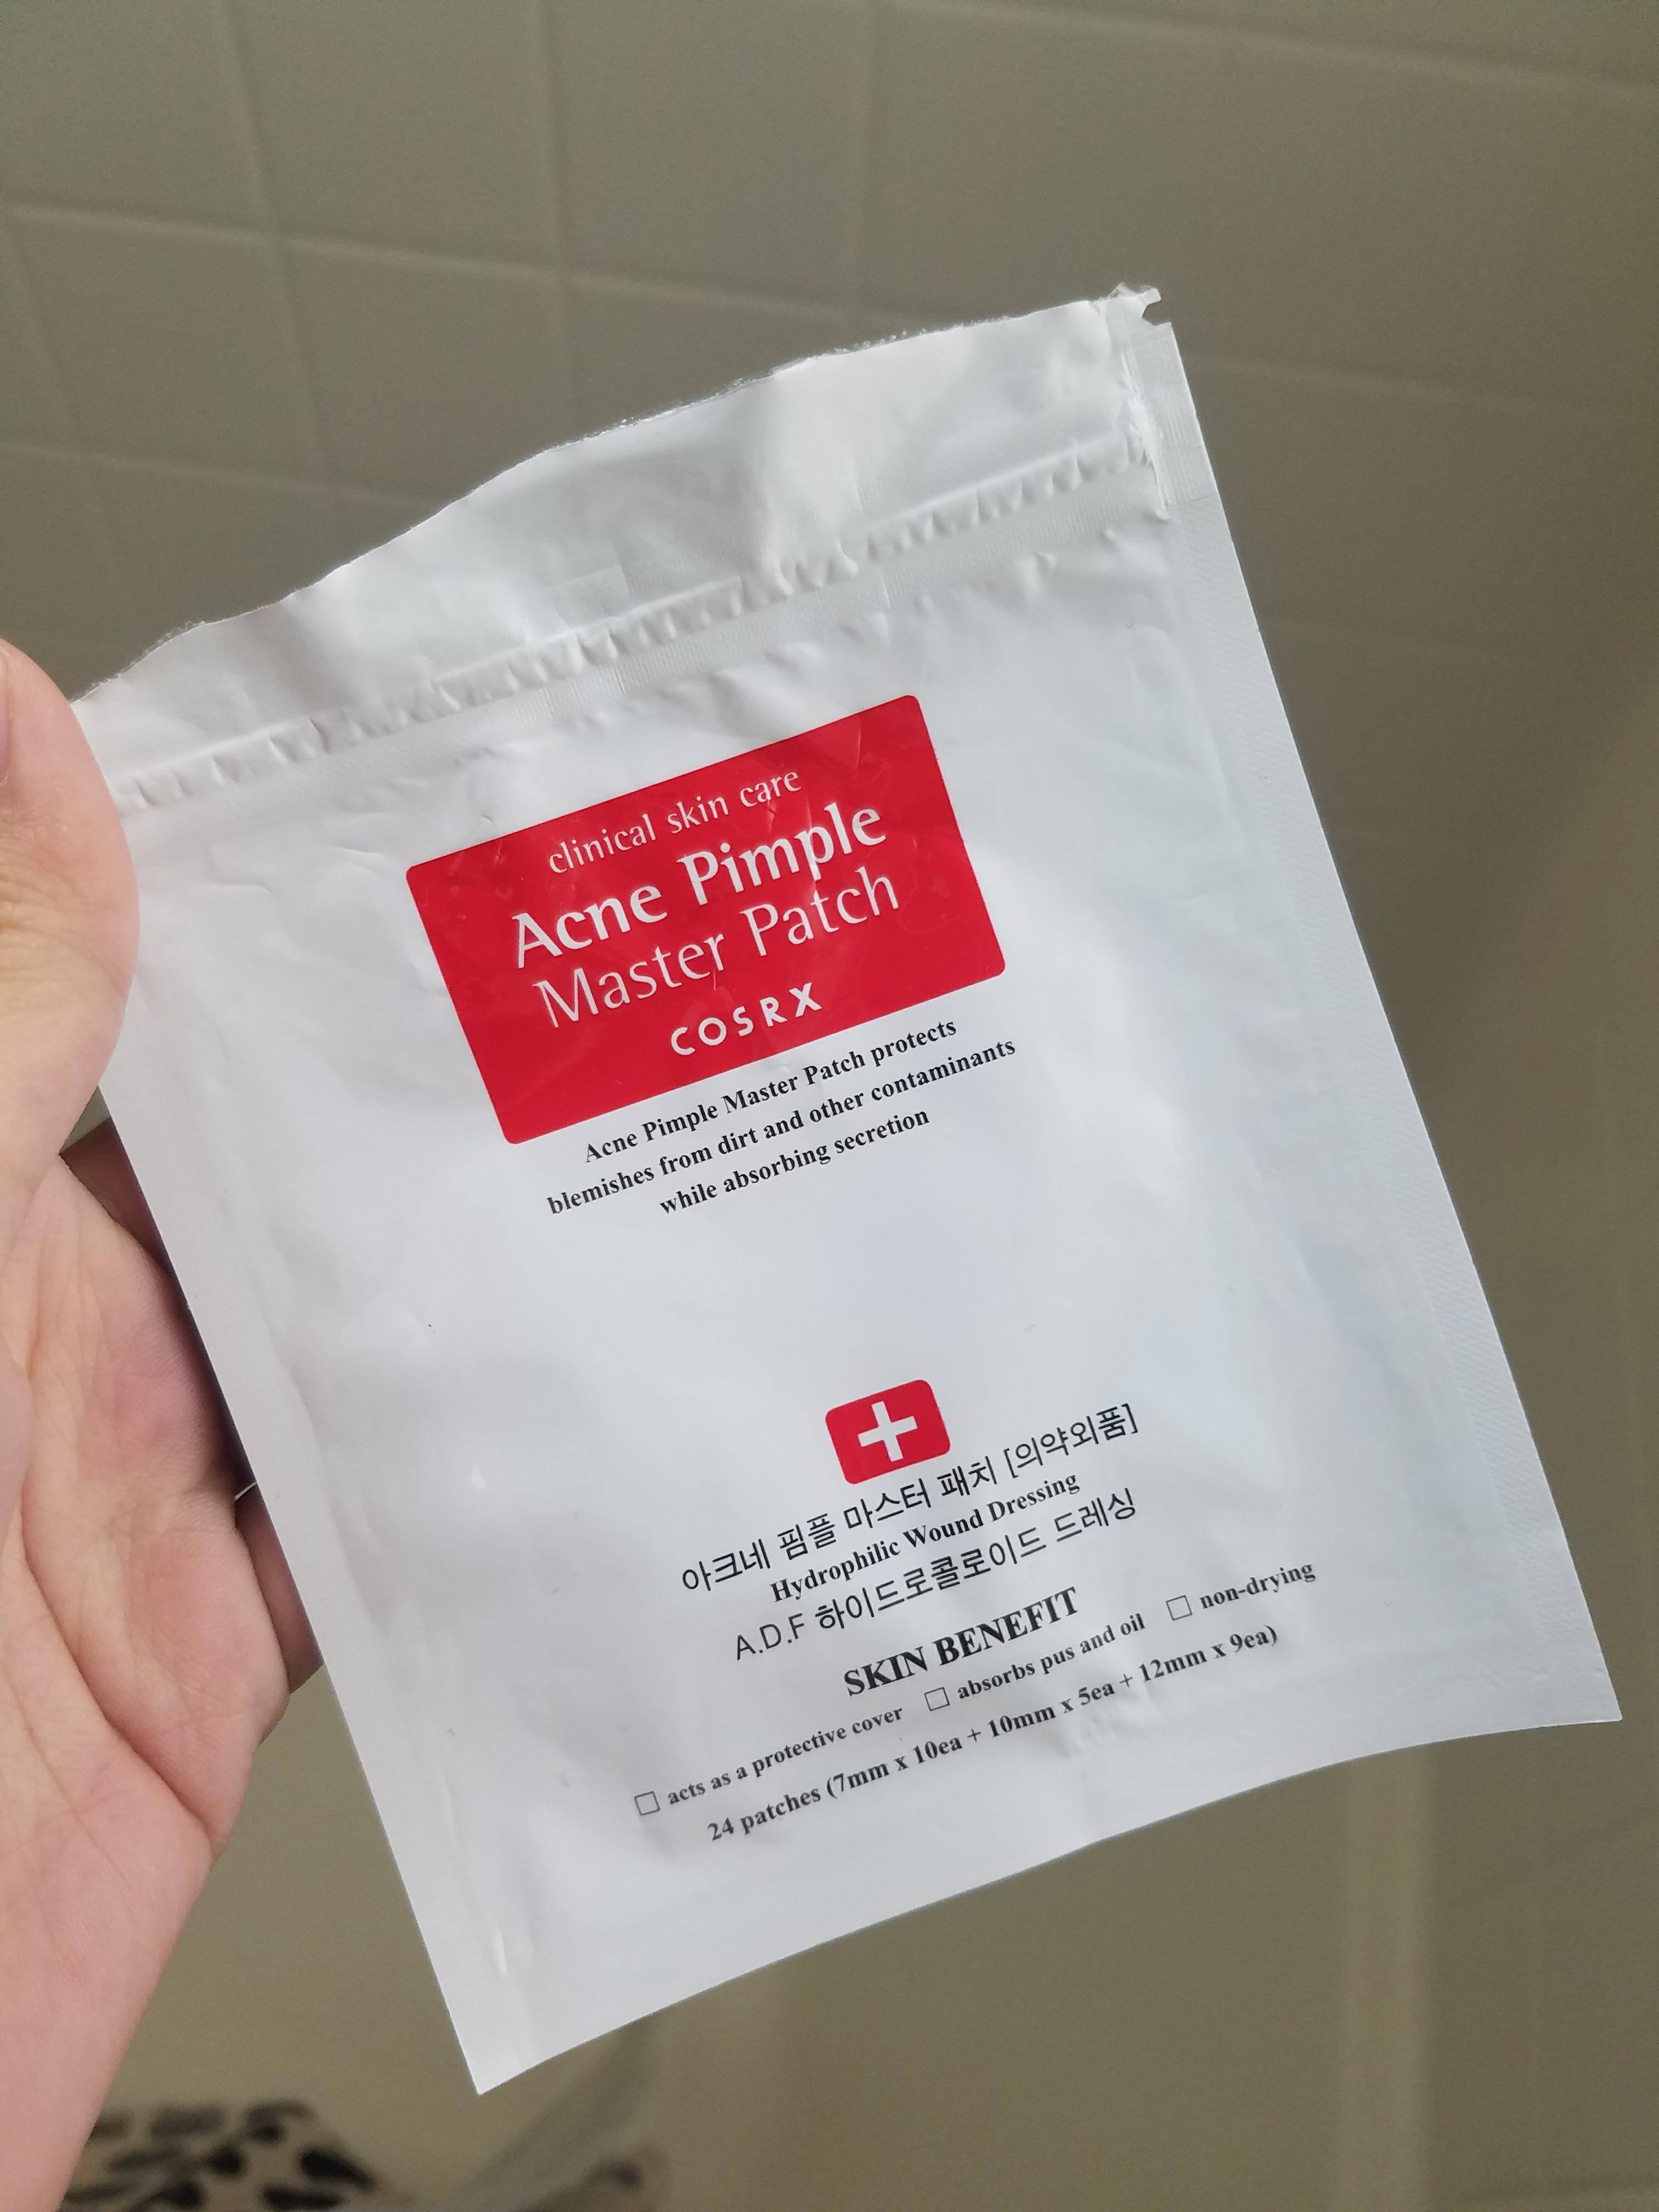 clinical skin care
Acne Pimple
Master Patch
COSRX
Acne Pimple Master Patch protects
blemishes from dirt and other contaminants
while absorbing secretion
아크네 핌플 마스터 패치 [의약외품]
Hydrophilic Wound Dressing
A.D.F 하이드로콜로이드 드레싱
SKIN BENEFIT
□ acts as a protective cover □ absorbs pus and oil □ non-drying
24 patches (7mm x 10ea + 10mm x 5ea + 12mm x 9ea)